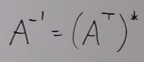 A⁻¹ = (Aᵀ)*